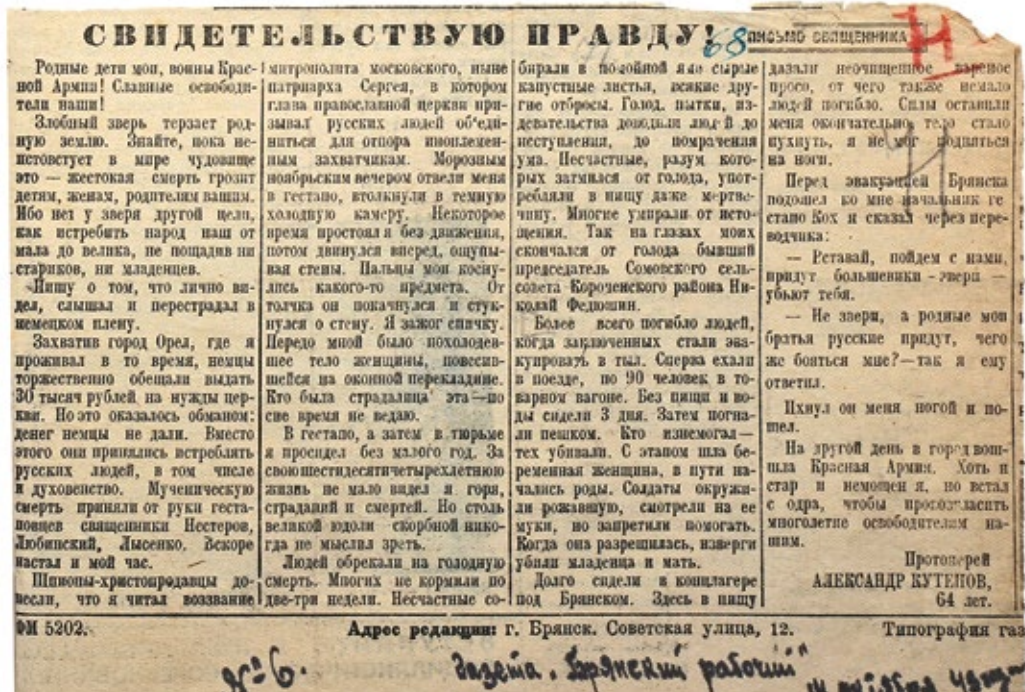 СВИДЕТЕЛЬСТВУЮ ПРАВДУ!
68
ПИСЬМО СВЯЩЕННИКА
Н
Родные дети мои, воины Крас-
ной Армии! Славные освободи-
тели наши!
Злобный зверь терзает род-
ную землю. Знайте, пока не-
истовствует в мире чудовище
это — жестокая смерть грозит
детям, женам, родителям вашим.
Ибо нет у зверя другой цели,
как истребить народ наш от
мала до велика, не пощадив ни
стариков, ни младенцев.
Пишу о том, что лично ви-
дел, слышал и перестрадал в
немецком плену.
Захватив город Орел, где я
проживал в то время, немцы
торжественно обещали выдать
30 тысяч рублей на нужды цер-
кви. Но это оказалось обманом:
денег немцы не дали. Вместо
этого они принялись истреблять
русских людей, в том числе
и духовенство. Мученическую
смерть приняли от руки геста-
повцев священники Нестеров,
Любинский, Лысенко. Вскоре
настал и мой час.
Шпионы-христопродавцы до-
несли, что я читал воззвание
митрополита московского, ныне
патриарха Сергея, в котором
глава православной церкви при-
зывал русских людей об'еди-
ниться для отпора иноплемен-
ным захватчикам. Морозным
ноябрьским вечером отвели меня
в гестапо, втолкнули в темную
холодную камеру. Некоторое
время простоял я без движения,
потом двинулся вперед, ощупы-
вая стены. Пальцы мои косну-
лись какого-то предмета. От
толчка он покачнулся и стук-
нулся о стену. Я зажог спичку.
Передо мной было похолодев-
шее тело женщины, повесив-
шейся на оконной перекладине.
Кто была страдалица эта—по
сие время не ведаю.
В гестапо, а затем в тюрьме
я просидел без малого год. За
свою шестидесятичетырехлетнюю
жизнь не мало видел я горя,
страданий и смертей. Но столь
великой юдоли скорбной нико-
гда не мыслил зреть.
Людей обрекали на голодную
смерть. Многих не кормили по
две-три недели. Несчастные со-
бирали в помойной яме сырые
капустные листья, всякие дру-
гие отбросы. Голод, пытки, из-
девательства доводили людей до
исступления, до помрачения
ума. Несчастные, разум кото-
рых затмился от голода, упот-
ребляли в пищу даже мертве-
чину. Многие умирали от исто-
щения. Так на глазах моих
скончался от голода бывший
председатель Сомовского сель-
совета Короченского района Ни-
колай Федюшин.
Более всего погибло людей,
когда заключенных стали эва-
купровать в тыл. Сперва ехали
в поезде, по 90 человек в то-
варном вагоне. Без пищи и во-
ды сидели 3 дня. Затем погна-
ли пешком. Кто изнемогал—
тех убивали. С этапом шла бе-
ременная женщина, в пути на-
чались роды. Солдаты окружи-
ли рожавшую, смотрели на ее
муки, но запретили помогать.
Когда она разрешилась, изверги
убили младенца и мать.
Долго сидели в концлагере
под Брянском. Здесь в пищу
давали неочищенное вареное
просо, от чего также немало
людей погибло. Силы оставили
меня окончательно, тело стало
пухнуть, я не мог подняться
на ноги.
Перед эвакуацией Брянска
подошел ко мне начальник ге-
стапо Кох и сказал через пере-
водчика:
— Вставай, пойдем с нами,
придут большевики - звери —
убьют тебя.
— Не звери, а родные мои
братья русские придут, чего
же бояться мне?—так я ему
ответил.
Пхнул он меня ногой и по-
шел.
На другой день в город вош-
шла Красная Армия. Хоть и
стар и немощен я, но встал
с одра, чтобы провозгласить
многолетие освободителям на-
шим.
Протоиерей
АЛЕКСАНДР КУТЕПОВ,
64 лет.
ФМ 5202.
Адрес редакции: г. Брянск. Советская улица, 12.
Типография газ
№ 6.
Газета „Брянский рабочий"
14 октября